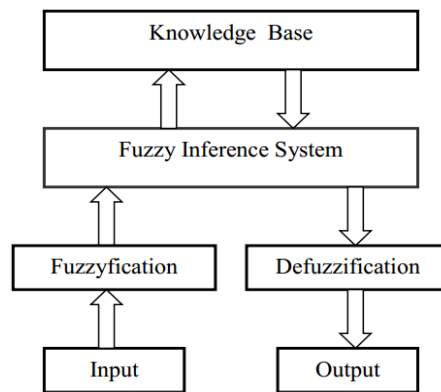 Knowledge Base
Fuzzy Inference System
Fuzzyfication
Defuzzification
Input
Output